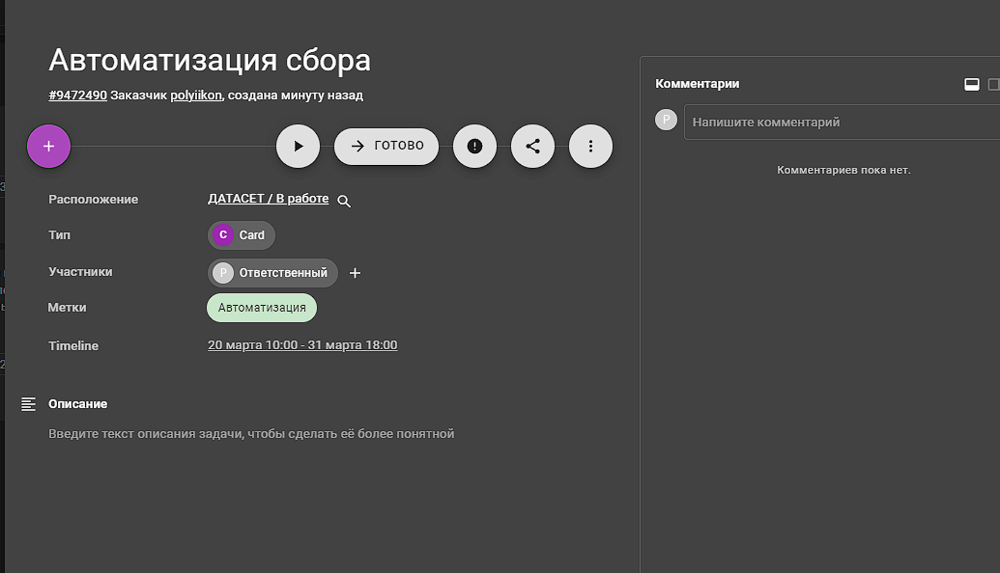 Автоматизация сбора
#9472490 Заказчик polyiikon, создана минуту назад
ГОТОВО
Расположение ДАТАСЕТ / В работе
Тип C Card
Участники P Ответственный
Метки Автоматизация
Timeline 20 марта 10:00 - 31 марта 18:00
Описание
Введите текст описания задачи, чтобы сделать её более понятной
Комментарии
P Напишите комментарий
Комментариев пока нет.